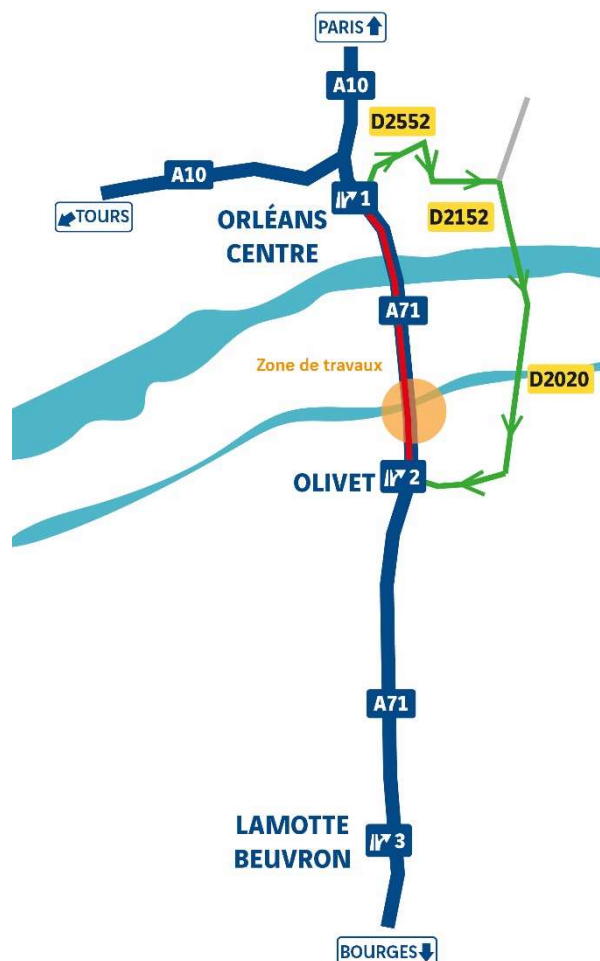 PARIS
A10
D2552
A10
TOURS
1
ORLÉANS
CENTRE
D2152
A71
Zone de travaux
D2020
OLIVET
2
A71
LAMOTTE
BEUVRON
3
BOURGES